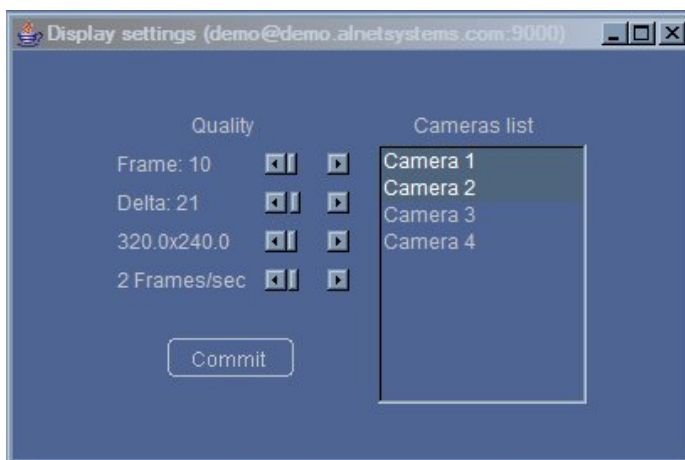 Display settings (demo@demo.alnetsystems.com:9000)
Quality
Frame: 10
Delta: 21
320.0x240.0
2 Frames/sec
Commit
Cameras list
Camera 1
Camera 2
Camera 3
Camera 4